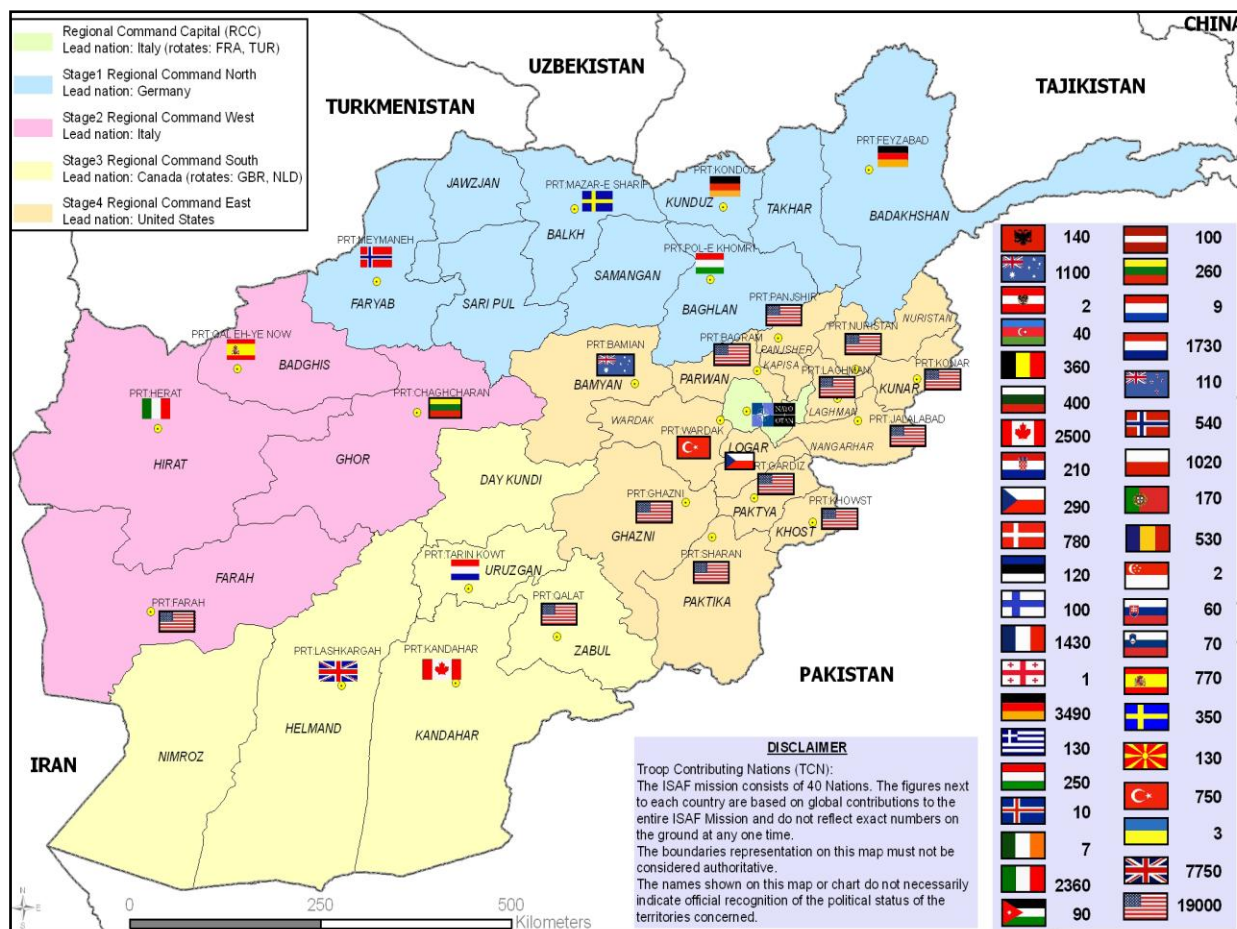 Regional Command Capital (RCC)
Lead nation: Italy (rotates: FRA, TUR)
Stage1 Regional Command North
Lead nation: Germany
Stage2 Regional Command West
Lead nation: Italy
Stage3 Regional Command South
Lead nation: Canada (rotates: GBR, NLD)
Stage4 Regional Command East
Lead nation: United States
CHINA
UZBEKISTAN
TAJIKISTAN
TURKMENISTAN
PRT.FEYZABAD
PRT.KONDOZ
JAWZJAN
PRT.MAZAR-E SHARIF
KUNDUZ
TAKHAR
BADAKHSHAN
BALKH
PRT.MEYMANEH
PRT.POL-E KHOMRI
SAMANGAN
FARYAB
SARI PUL
BAGHLAN
PRT.PANJSHIR
NURISTAN
PRT.NURISTAN
PRT.QALEH-YE NOW
PRT.BAGRAM
PRT.BAMIAN
PANJSHER
BADGHIS
KAPISA
PRT.LAGHMAN
PRT.KONAR
PARWAN
BAMYAN
KUNAR
PRT.HERAT
PRT.CHAGHCHARAN
NATO
OTAN
WARDAK
LAGHMAN
PRT.JALALABAD
PRT.WARDAK
LOGAR
NANGARHAR
HIRAT
GHOR
PRT.GARDIZ
DAY KUNDI
PRT.GHAZNI
PAKTYA
PRT.KHOWST
GHAZNI
KHOST
PRT.TARIN KOWT
PRT.SHARAN
URUZGAN
FARAH
PRT.QALAT
PAKTIKA
PRT.FARAH
ZABUL
PRT.LASHKARGAH
PRT.KANDAHAR
PAKISTAN
HELMAND
KANDAHAR
NIMROZ
IRAN
DISCLAIMER
Troop Contributing Nations (TCN):
The ISAF mission consists of 40 Nations. The figures next
to each country are based on global contributions to the
entire ISAF Mission and do not reflect exact numbers on
the ground at any one time.
The boundaries representation on this map must not be
considered authoritative.
The names shown on this map or chart do not necessarily
indicate official recognition of the political status of the
territories concerned.
N
E
S
0
250
500
Kilometers
140
1100
2
40
360
400
2500
210
290
780
120
100
1430
1
3490
130
250
10
7
2360
90
100
260
9
1730
110
540
1020
170
530
2
60
70
770
350
130
750
3
7750
19000